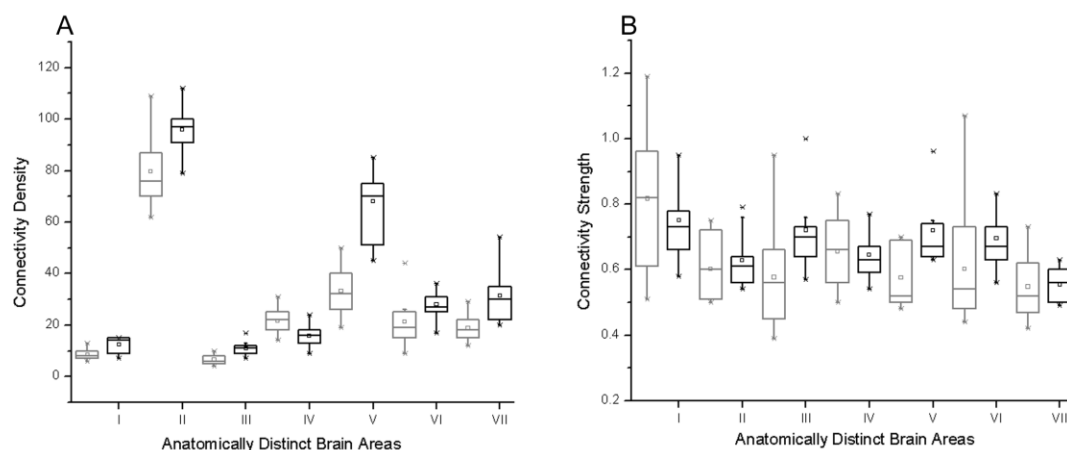 A
Connectivity Density
120
100
80
60
40
20
0
I II III IV V VI VII
Anatomically Distinct Brain Areas
B
Connectivity Strength
1.2
1.0
0.8
0.6
0.4
0.2
I II III IV V VI VII
Anatomically Distinct Brain Areas